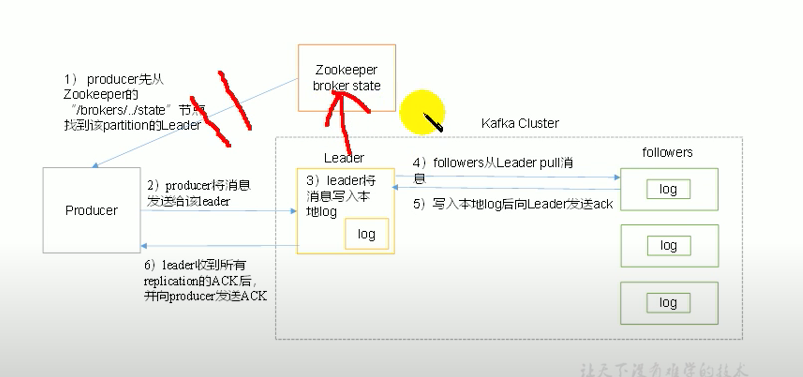 1） producer先从
Zookeeper的
“/brokers/../state”节点
找到该partition的Leader
Zookeeper
broker state
Kafka Cluster
Producer
2）producer将消息
发送给该leader
Leader
3）leader将
消息写入本
地log
log
4）followers从Leader pull消
息
5）写入本地log后向Leader发送ack
followers
log
log
log
6）leader收到所有
replication的ACK后，
并向producer发送ACK
让天下没有难学的技术